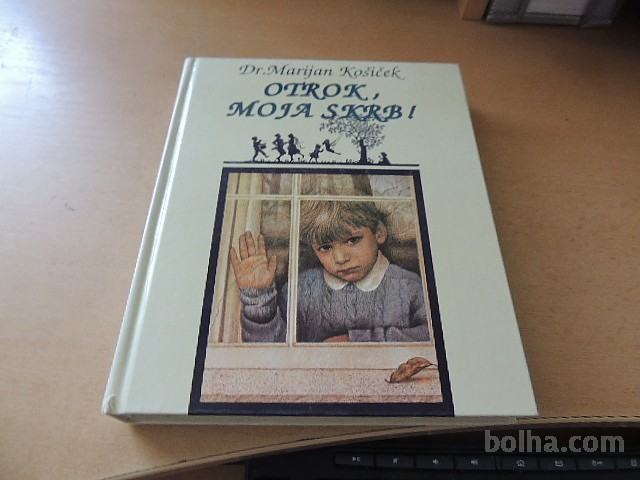 Dr. Marijan Košiček
OTROK,
MOJA SKRB!
bolha.com